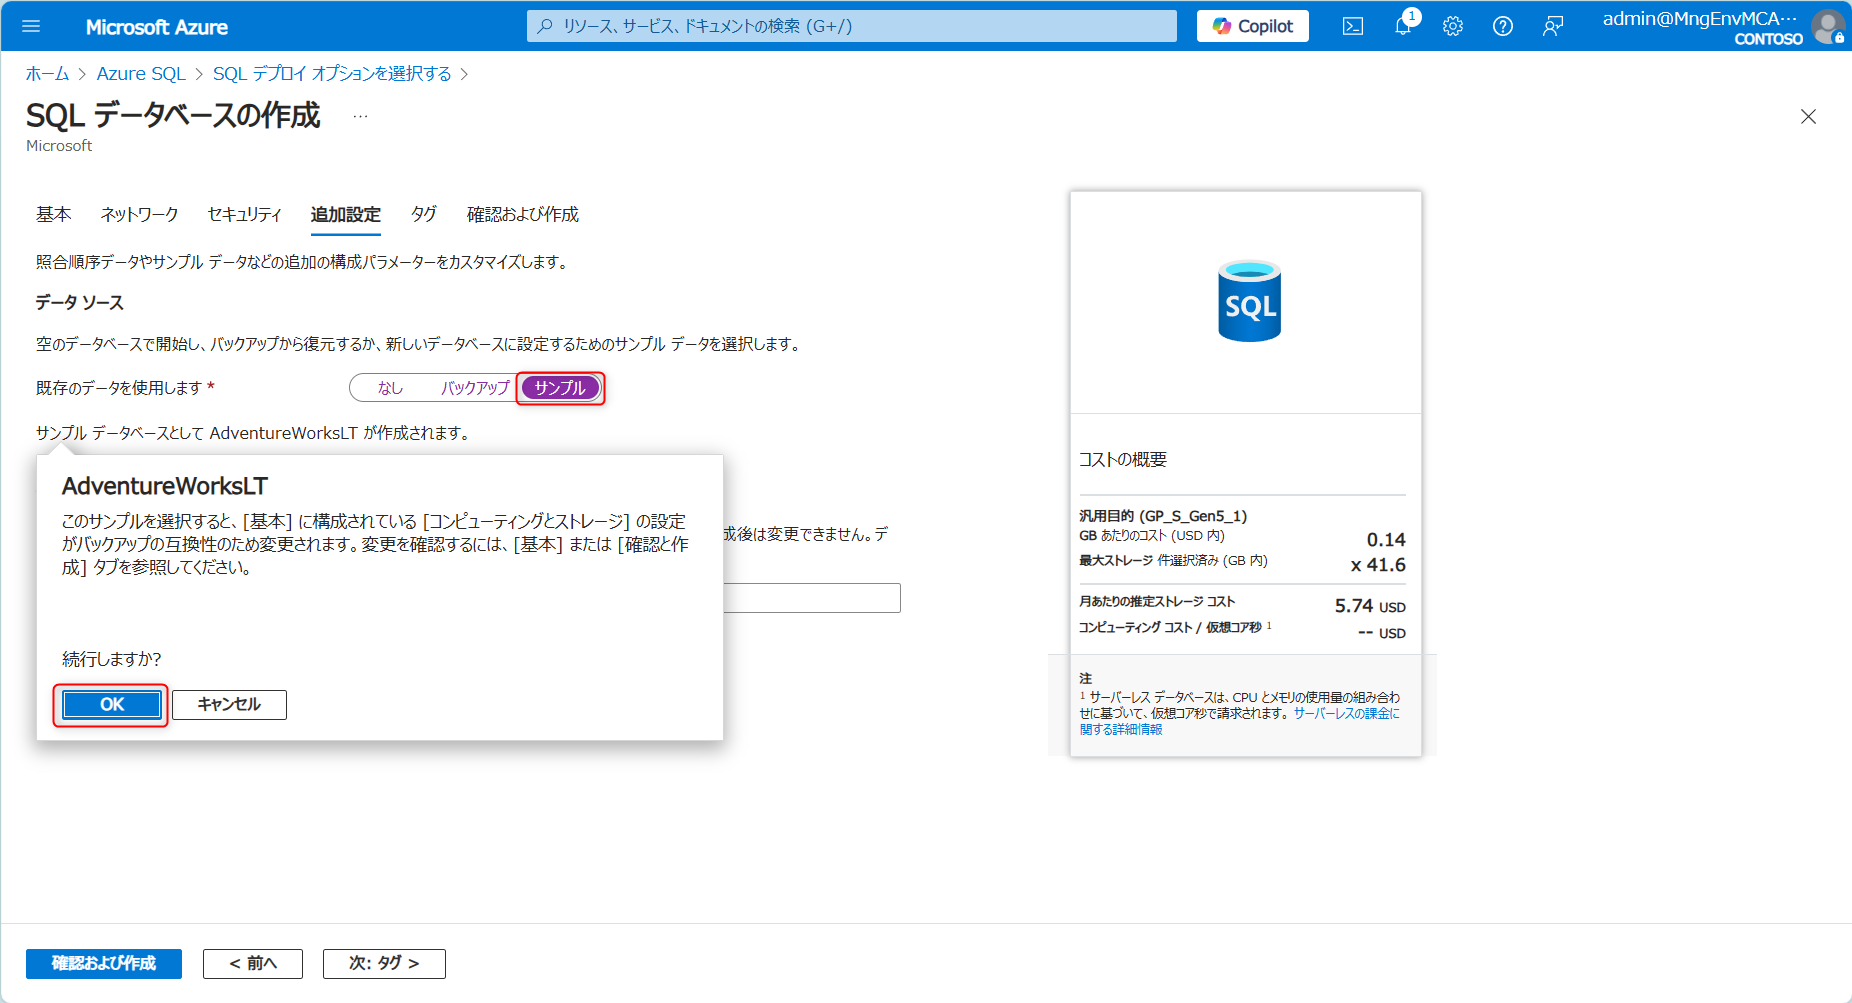 Microsoft Azure
リソース、サービス、ドキュメントの検索 (G+/)
Copilot
1
admin@MngEnvMCA...
CONTOSO
ホーム > Azure SQL > SQL デプロイ オプションを選択する >
SQL データベースの作成 ...
Microsoft
基本 ネットワーク セキュリティ 追加設定 タグ 確認および作成
照合順序データやサンプル データなどの追加の構成パラメーターをカスタマイズします。
データ ソース
空のデータベースで開始し、バックアップから復元するか、新しいデータベースに設定するためのサンプル データを選択します。
既存のデータを使用します *
なし バックアップ サンプル
サンプル データベースとして AdventureWorksLT が作成されます。
AdventureWorksLT
このサンプルを選択すると、[基本] に構成されている [コンピューティングとストレージ] の設定
がバックアップの互換性のため変更されます。変更を確認するには、[基本] または [確認と作
成] タブを参照してください。
成後は変更できません。デ
続行しますか?
OK キャンセル
SQL
コストの概要
汎用目的 (GP_S_Gen5_1)
GB あたりのコスト (USD 内) 0.14
最大ストレージ 件選択済み (GB 内) x 41.6
月あたりの推定ストレージ コスト 5.74 USD
コンピューティング コスト / 仮想コア秒 1 -- USD
注
1 サーバーレス データベースは、CPU とメモリの使用量の組み合わ
せに基づいて、仮想コア秒で請求されます。 サーバーレスの課金に
関する詳細情報
確認および作成 < 前へ 次: タグ >